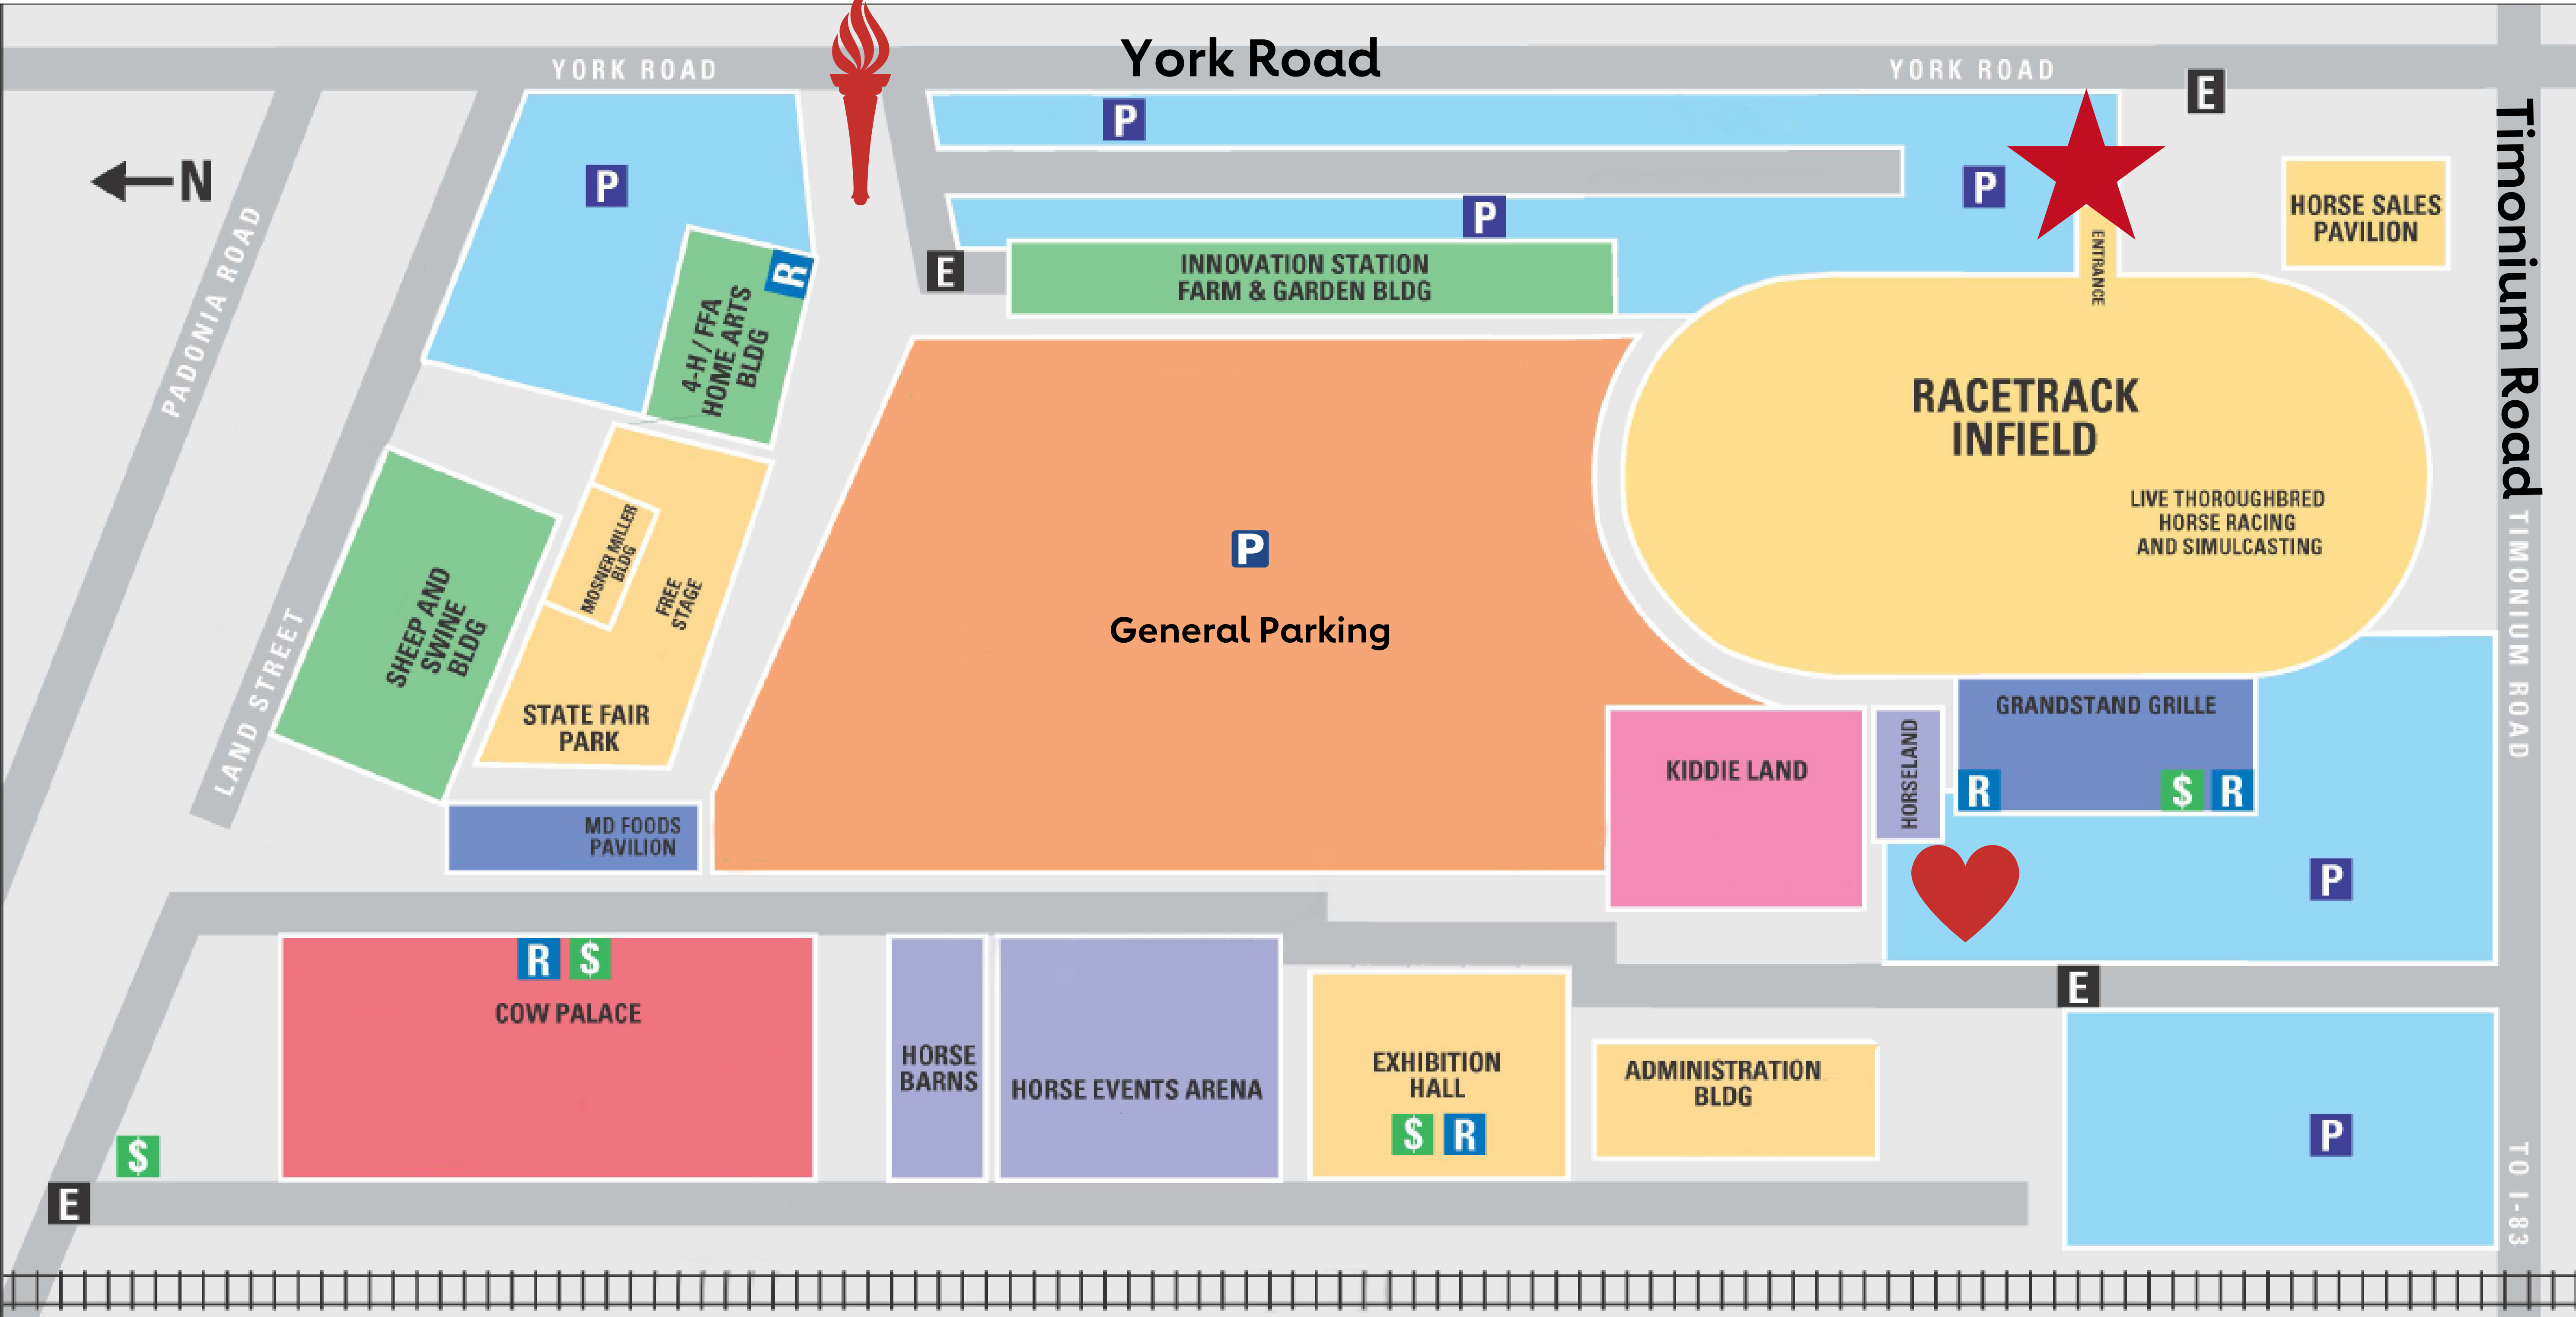 York Road
YORK ROAD
YORK ROAD
E
P
P
P
P
N
PADONIA ROAD
LAND STREET
R
4-H / FFA
HOME ARTS
BLDG
E
INNOVATION STATION
FARM & GARDEN BLDG
ENTRANCE
HORSE SALES
PAVILION
Timonium Road
TIMONIUM ROAD
TO I-83
RACETRACK
INFIELD
LIVE THOROUGHBRED
HORSE RACING
AND SIMULCASTING
SHEEP AND
SWINE
BLDG
MOSNER MILLER
BLDG
FREE
STAGE
STATE FAIR
PARK
MD FOODS
PAVILION
P
General Parking
KIDDIE LAND
HORSELAND
GRANDSTAND GRILLE
R
$
R
P
E
R
$
COW PALACE
HORSE
BARNS
HORSE EVENTS ARENA
EXHIBITION
HALL
$
R
ADMINISTRATION
BLDG
P
$
E